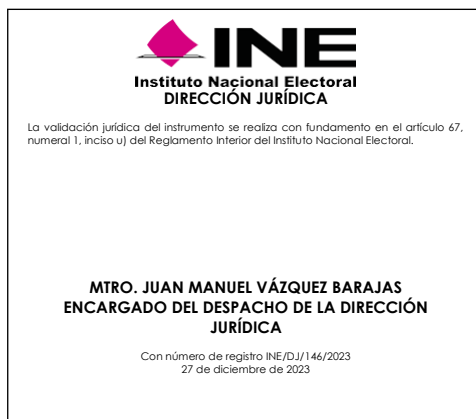 INE
Instituto Nacional Electoral
DIRECCIÓN JURÍDICA
La validación jurídica del instrumento se realiza con fundamento en el artículo 67,
numeral 1, inciso u) del Reglamento Interior del Instituto Nacional Electoral.
MTRO. JUAN MANUEL VÁZQUEZ BARAJAS
ENCARGADO DEL DESPACHO DE LA DIRECCIÓN
JURÍDICA
Con número de registro INE/DJ/146/2023
27 de diciembre de 2023